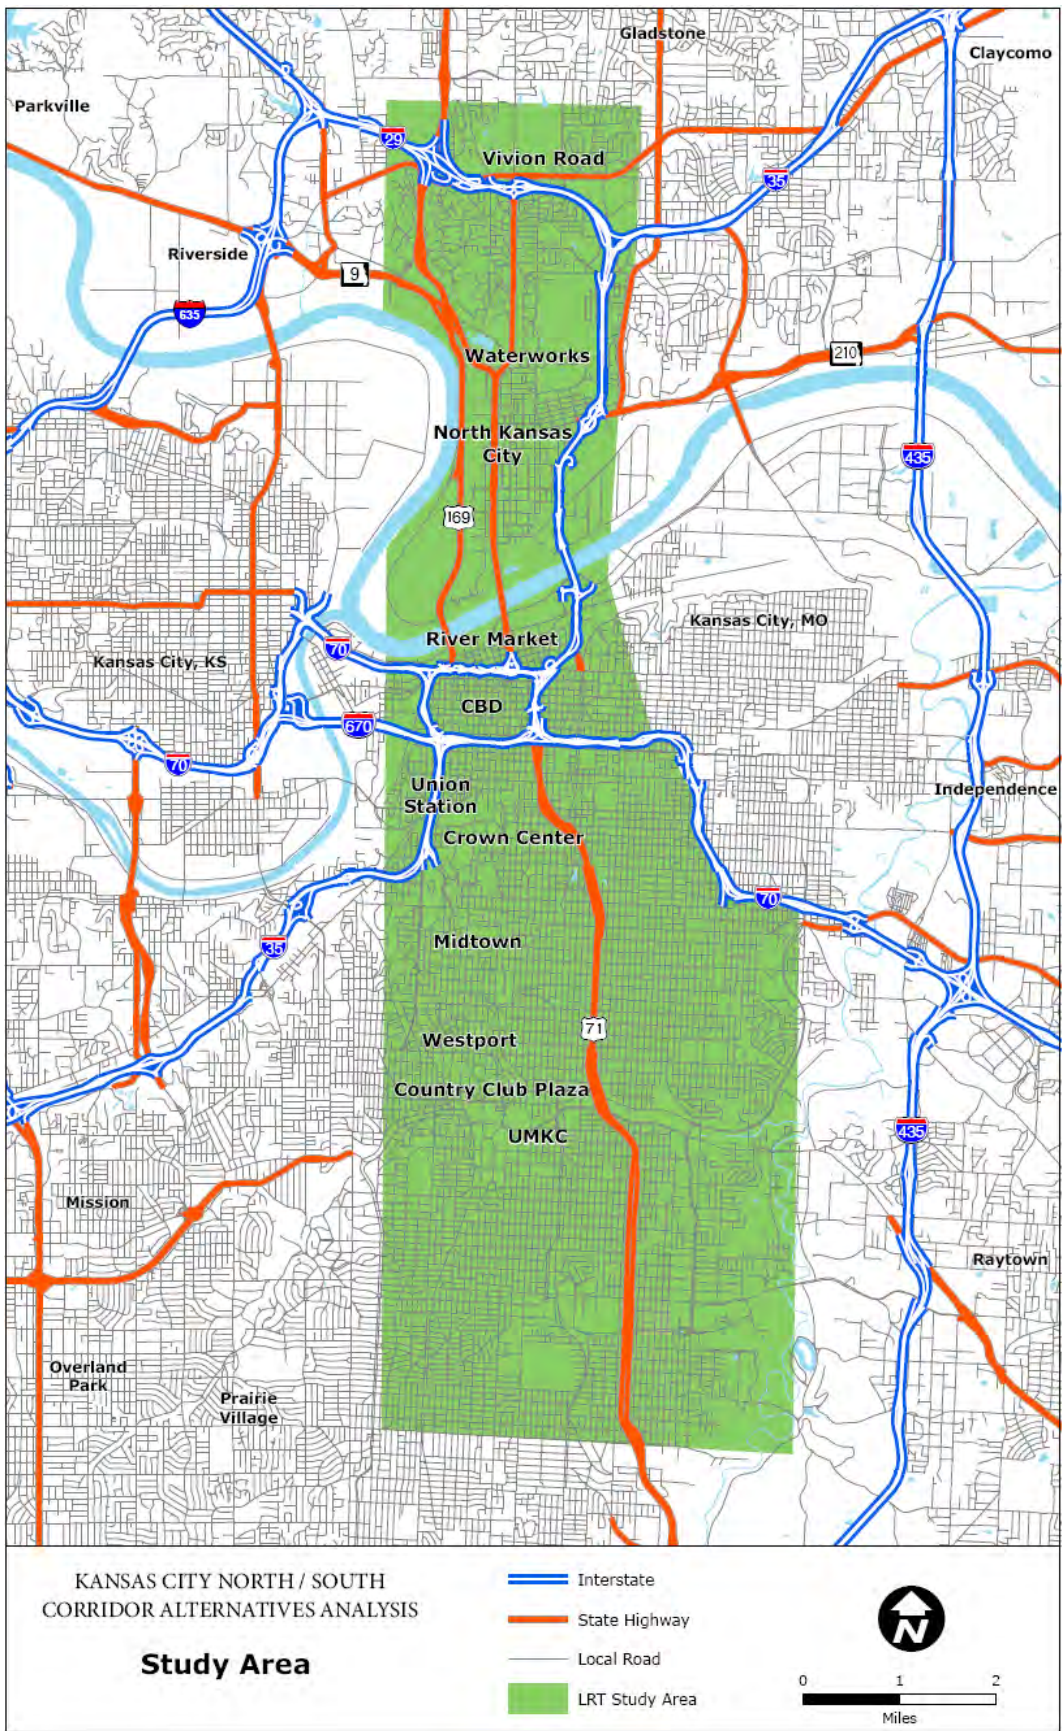 Gladstone
Claycomo
Parkville
29
Vivion Road
35
Riverside
9
635
Waterworks
210
North Kansas
City
435
169
Kansas City, MO
River Market
70
Kansas City, KS
CBD
670
70
Union
Station
Independence
Crown Center
70
Midtown
35
71
Westport
Country Club Plaza
UMKC
435
Mission
Raytown
Overland
Park
Prairie
Village
KANSAS CITY NORTH / SOUTH
CORRIDOR ALTERNATIVES ANALYSIS
Study Area
Interstate
State Highway
Local Road
LRT Study Area
N
0 1 2
Miles